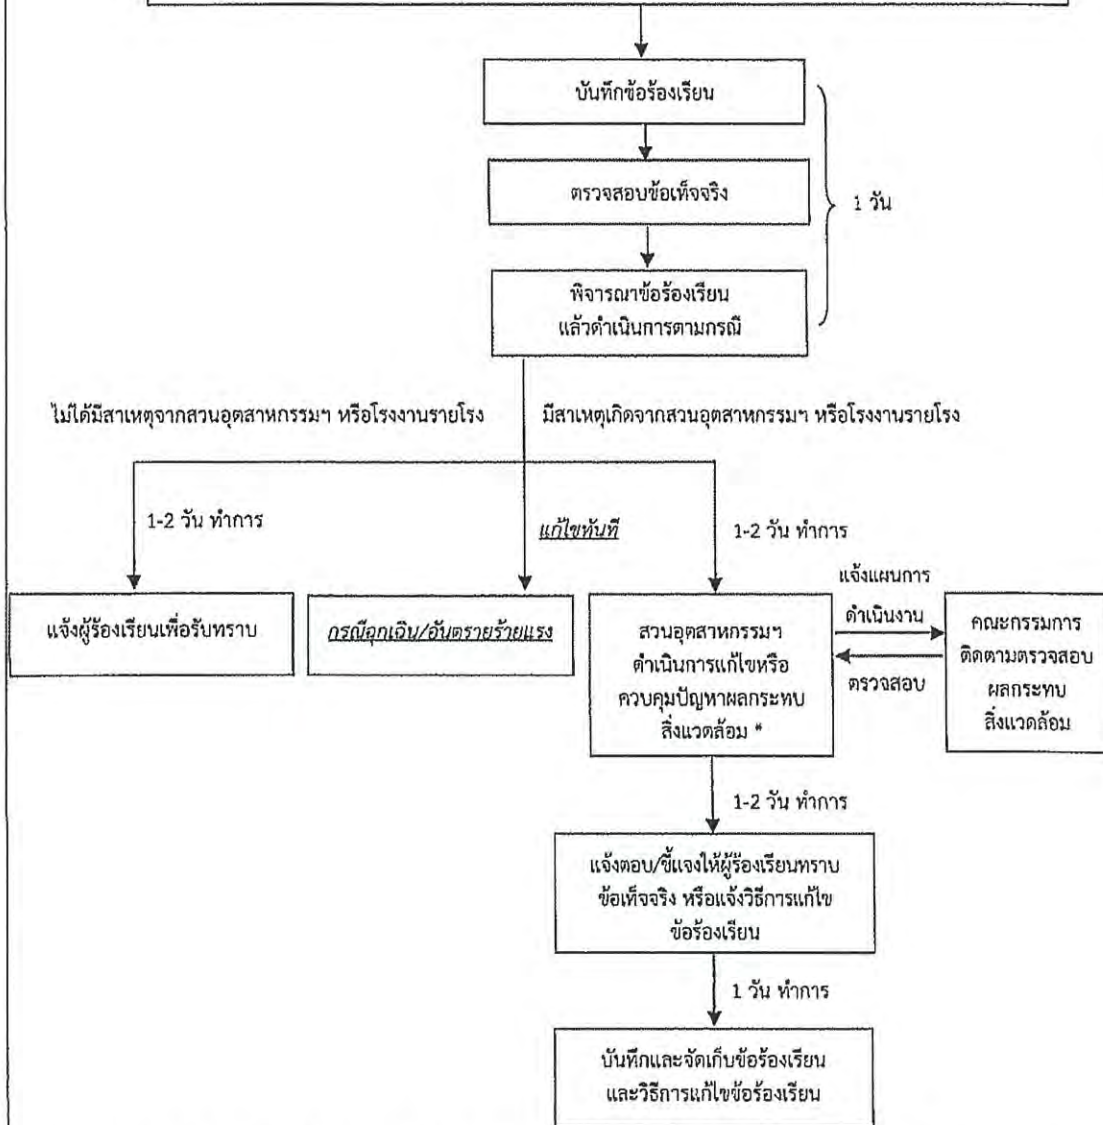 บันทึกข้อร้องเรียน
ตรวจสอบข้อเท็จจริง
1 วัน
พิจารณาข้อร้องเรียน
แล้วดำเนินการตามกรณี
ไม่ได้มีสาเหตุจากสวนอุตสาหกรรมฯ หรือโรงงานรายโรง
มีสาเหตุเกิดจากสวนอุตสาหกรรมฯ หรือโรงงานรายโรง
1-2 วัน ทำการ
แก้ไขทันที
1-2 วัน ทำการ
แจ้งผู้ร้องเรียนเพื่อรับทราบ
กรณีฉุกเฉิน/อันตรายร้ายแรง
สวนอุตสาหกรรมฯ
ดำเนินการแก้ไขหรือ
ควบคุมปัญหาผลกระทบ
สิ่งแวดล้อม *
แจ้งแผนการ
ดำเนินงาน
ตรวจสอบ
คณะกรรมการ
ติดตามตรวจสอบ
ผลกระทบ
สิ่งแวดล้อม
1-2 วัน ทำการ
แจ้งตอบ/ชี้แจงให้ผู้ร้องเรียนทราบ
ข้อเท็จจริง หรือแจ้งวิธีการแก้ไข
ข้อร้องเรียน
1 วัน ทำการ
บันทึกและจัดเก็บข้อร้องเรียน
และวิธีการแก้ไขข้อร้องเรียน